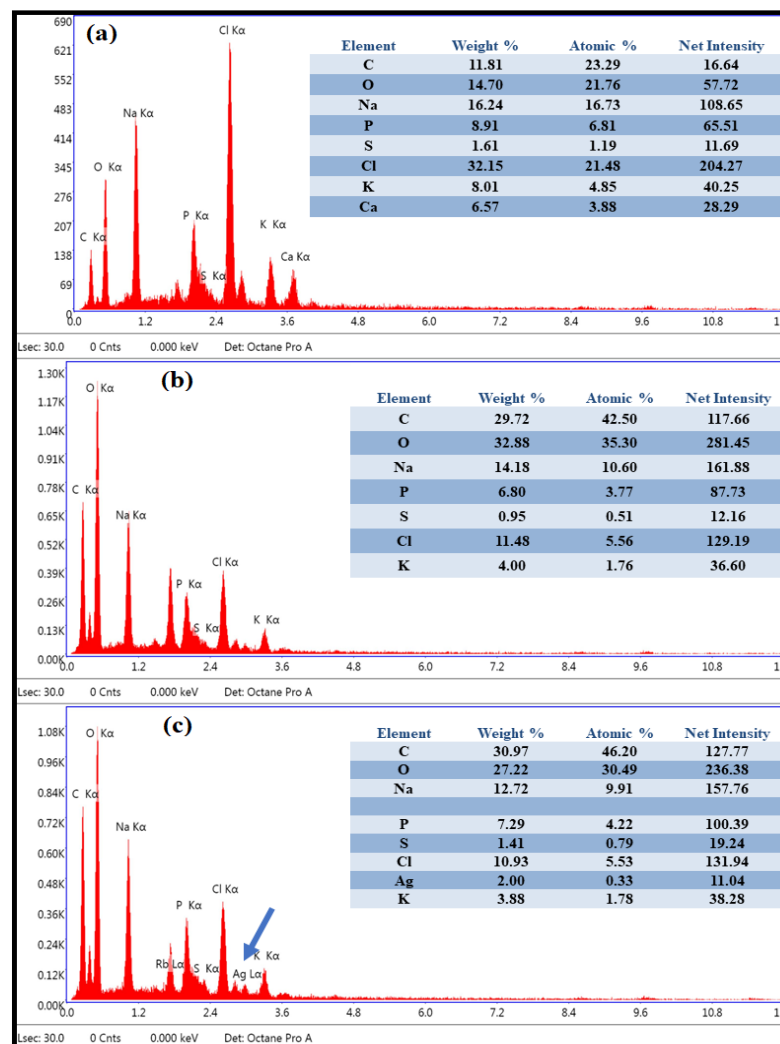 (a)
Element Weight % Atomic % Net Intensity
C 11.81 23.29 16.64
O 14.70 21.76 57.72
Na 16.24 16.73 108.65
P 8.91 6.81 65.51
S 1.61 1.19 11.69
Cl 32.15 21.48 204.27
K 8.01 4.85 40.25
Ca 6.57 3.88 28.29
690
621
552
483
414
345
276
207
138
69
0
C Kα
O Kα
Na Kα
P Kα
S Kα
Cl Kα
K Kα
Ca Kα
0.0 1.2 2.4 3.6 4.8 6.0 7.2 8.4 9.6 10.8
Lsec: 30.0 0 Cnts 0.000 keV Det: Octane Pro A
(b)
Element Weight % Atomic % Net Intensity
C 29.72 42.50 117.66
O 32.88 35.30 281.45
Na 14.18 10.60 161.88
P 6.80 3.77 87.73
S 0.95 0.51 12.16
Cl 11.48 5.56 129.19
K 4.00 1.76 36.60
1.30K
1.17K
1.04K
0.91K
0.78K
0.65K
0.52K
0.39K
0.26K
0.13K
0.00K
C Kα
O Kα
Na Kα
P Kα
S Kα
Cl Kα
K Kα
0.0 1.2 2.4 3.6 4.8 6.0 7.2 8.4 9.6 10.8
Lsec: 30.0 0 Cnts 0.000 keV Det: Octane Pro A
(c)
Element Weight % Atomic % Net Intensity
C 30.97 46.20 127.77
O 27.22 30.49 236.38
Na 12.72 9.91 157.76
P 7.29 4.22 100.39
S 1.41 0.79 19.24
Cl 10.93 5.53 131.94
Ag 2.00 0.33 11.04
K 3.88 1.78 38.28
1.08K
0.96K
0.84K
0.72K
0.60K
0.48K
0.36K
0.24K
0.12K
0.00K
C Kα
O Kα
Na Kα
Rb Lα
P Kα
S Kα
Cl Kα
Ag Lα
K Kα
0.0 1.2 2.4 3.6 4.8 6.0 7.2 8.4 9.6 10.8
Lsec: 30.0 0 Cnts 0.000 keV Det: Octane Pro A